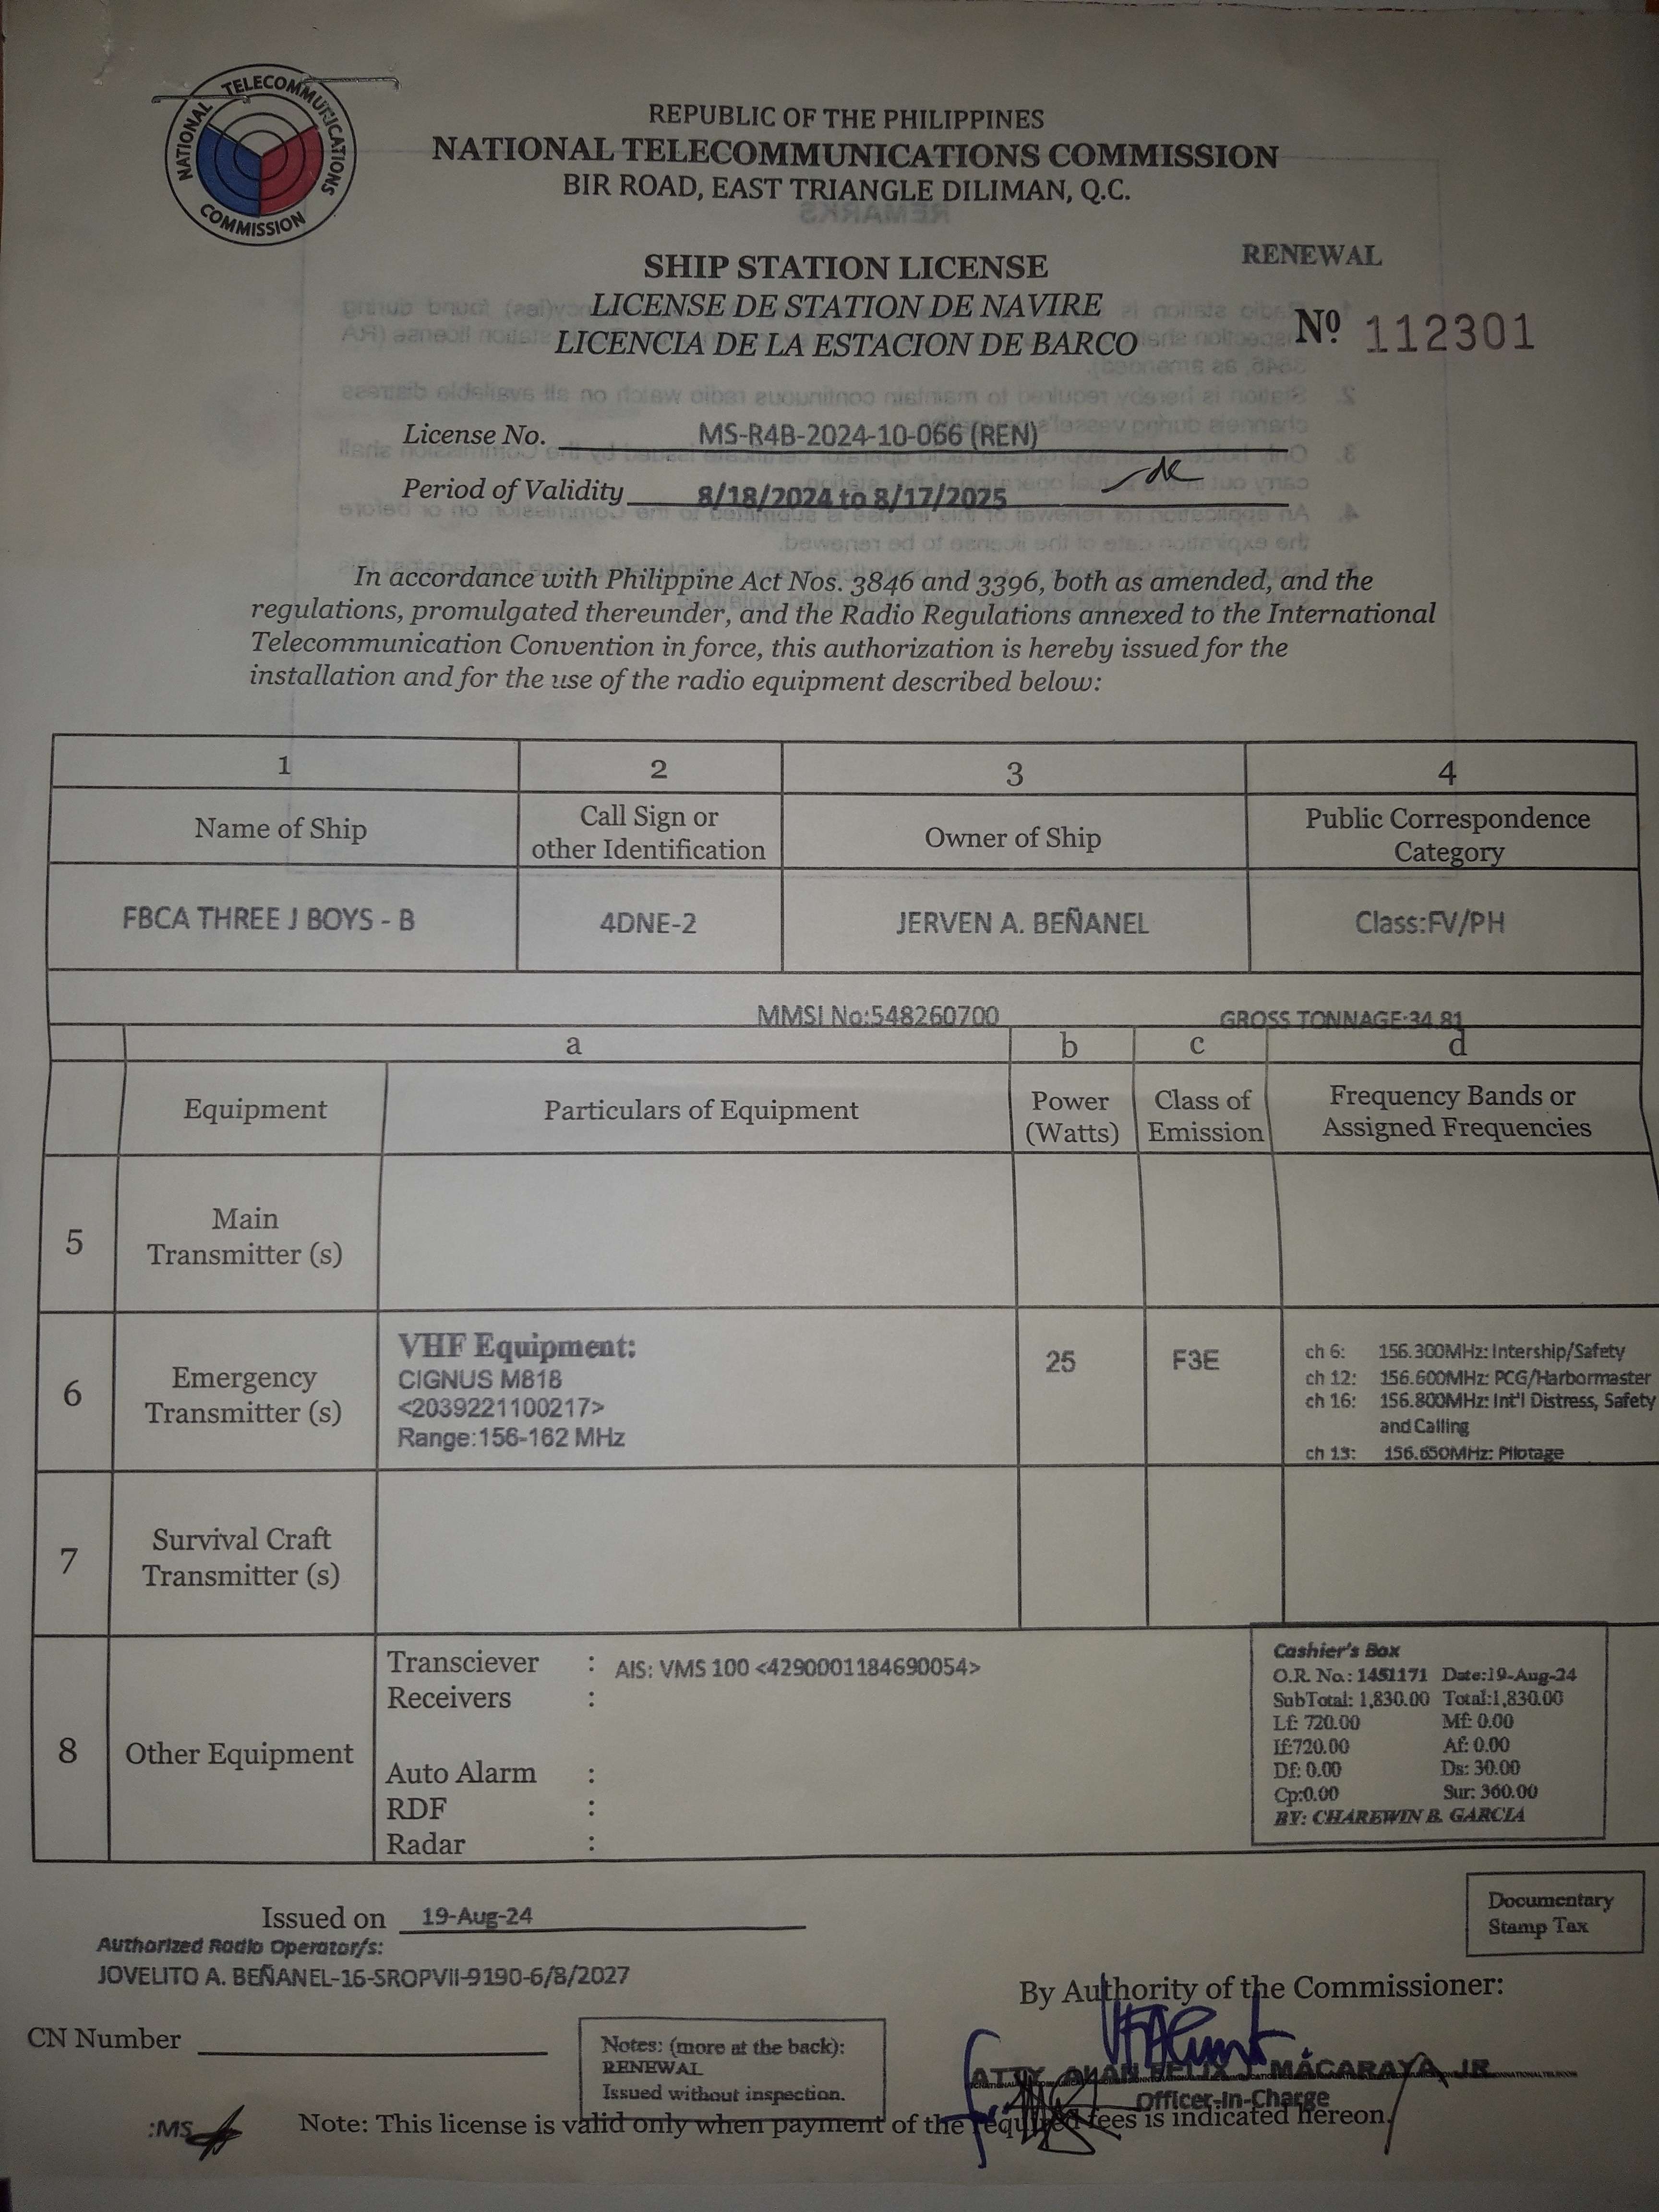 NATIONAL TELECOMMUNICATIONS COMMISSION
REPUBLIC OF THE PHILIPPINES
NATIONAL TELECOMMUNICATIONS COMMISSION
BIR ROAD, EAST TRIANGLE DILIMAN, Q.C.
REMARKS
RENEWAL
SHIP STATION LICENSE
LICENSE DE STATION DE NAVIRE
LICENCIA DE LA ESTACION DE BARCO
Nº 112301
License No. MS-R4B-2024-10-066 (REN)
Period of Validity 8/18/2024 to 8/17/2025
In accordance with Philippine Act Nos. 3846 and 3396, both as amended, and the
regulations, promulgated thereunder, and the Radio Regulations annexed to the International
Telecommunication Convention in force, this authorization is hereby issued for the
installation and for the use of the radio equipment described below:
1 2 3 4
Name of Ship
Call Sign or
other Identification
Owner of Ship
Public Correspondence
Category
FBCA THREE J BOYS - B 4DNE-2 JERVEN A. BEÑANEL Class:FV/PH
MMSI No:548260700 GROSS TONNAGE:34.81
a b c d
Equipment
Particulars of Equipment
Power
(Watts)
Class of
Emission
Frequency Bands or
Assigned Frequencies
5
Main
Transmitter (s)
6
Emergency
Transmitter (s)
VHF Equipment:
CIGNUS M818
<2039221100217>
Range:156-162 MHz
25
F3E
ch 6: 156.300MHz: Intership/Safety
ch 12: 156.600MHz: PCG/Harbormaster
ch 16: 156.800MHz: Int'l Distress, Safety
and Calling
ch 13: 156.650MHz: Pilotage
7
Survival Craft
Transmitter (s)
8
Other Equipment
Transciever : AIS: VMS 100 <4290001184690054>
Receivers :
Auto Alarm :
RDF :
Radar :
Cashier's Box
O.R. No.: 1451171 Date:19-Aug-24
SubTotal: 1,830.00 Total:1,830.00
Lf: 720.00 Mf: 0.00
If:720.00 Af: 0.00
Df: 0.00 Ds: 30.00
Cp:0.00 Sur: 360.00
BY: CHAREWIN B. GARCIA
Documentary
Stamp Tax
Issued on 19-Aug-24
Authorized Radio Operator/s:
JOVELITO A. BEÑANEL-16-SROPVII-9190-6/8/2027
By Authority of the Commissioner:
CN Number
Notes: (more at the back):
RENEWAL
Issued without inspection.
ATTY. ALAN FELIX J. MACARAYA, JR
Officer-In-Charge
:MS
Note: This license is valid only when payment of the required fees is indicated hereon.